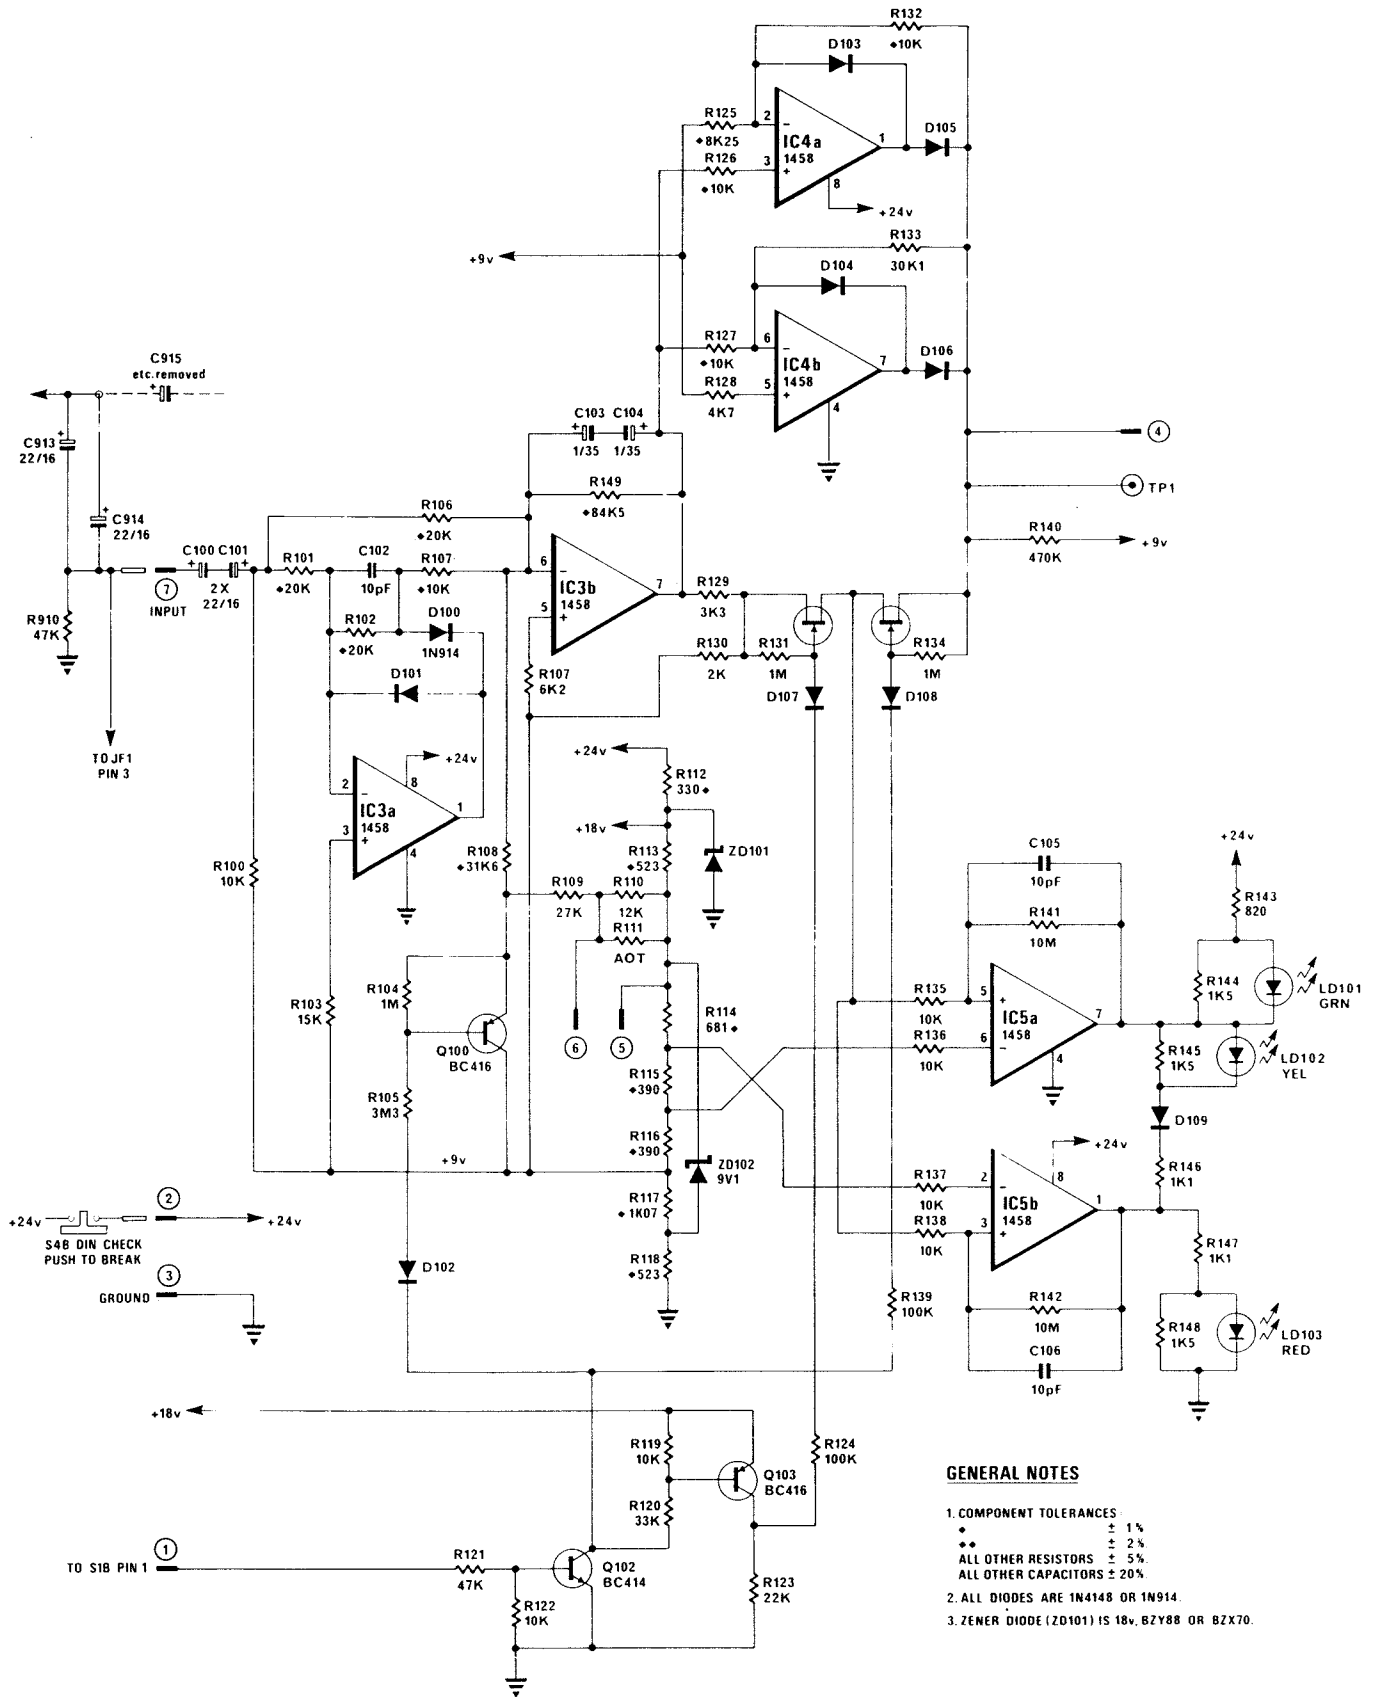 R132
◆10K
D103
R125
◆8K25
2
−
IC4a
1458
1
D105
R126
◆10K
3
+
8
+24v
R133
30K1
+9v
D104
R127
◆10K
6
−
IC4b
1458
7
D106
R128
4K7
5
+
4
C915
etc.removed
+
C913
22/16
+
C914
22/16
+
C103
+
1/35
C104
+
1/35
4
TP1
R149
◆84K5
R106
◆20K
R140
470K
+9v
C100
+
C101
+
2X
22/16
7
INPUT
R101
◆20K
C102
10pF
R107
◆10K
6
−
IC3b
1458
7
5
+
R129
3K3
R910
47K
R102
◆20K
D100
1N914
R130
2K
R131
1M
R134
1M
D101
R107
6K2
D107
D108
TO JF1
PIN 3
+24v
8
2
−
IC3a
1458
1
3
+
4
+24v
R112
330◆
+18v
R113
◆523
ZD101
R100
10K
R108
◆31K6
R109
27K
R110
12K
R111
AOT
C105
10pF
+24v
R143
820
R141
10M
R104
1M
R103
15K
R114
681◆
6
5
R135
10K
5
+
IC5a
1458
7
R136
10K
6
−
4
R144
1K5
LD101
GRN
Q100
BC416
R145
1K5
LD102
YEL
R105
3M3
R115
◆390
D109
R116
◆390
+9v
ZD102
9V1
+24v
8
R146
1K1
R137
10K
2
−
IC5b
1458
1
R138
10K
3
+
R117
◆1K07
2
+24v
+24v
S4B DIN CHECK
PUSH TO BREAK
3
GROUND
D102
R118
◆523
R147
1K1
R139
100K
R142
10M
C106
10pF
R148
1K5
LD103
RED
+18v
R119
10K
R120
33K
Q103
BC416
R124
100K
1
TO S1B PIN 1
R121
47K
Q102
BC414
R122
10K
R123
22K
GENERAL NOTES
1. COMPONENT TOLERANCES:
◆ ± 1%
◆◆ ± 2%.
ALL OTHER RESISTORS ± 5%.
ALL OTHER CAPACITORS ± 20%.
2. ALL DIODES ARE 1N4148 OR 1N914.
3. ZENER DIODE (ZD101) IS 18v, BZY88 OR BZX70.